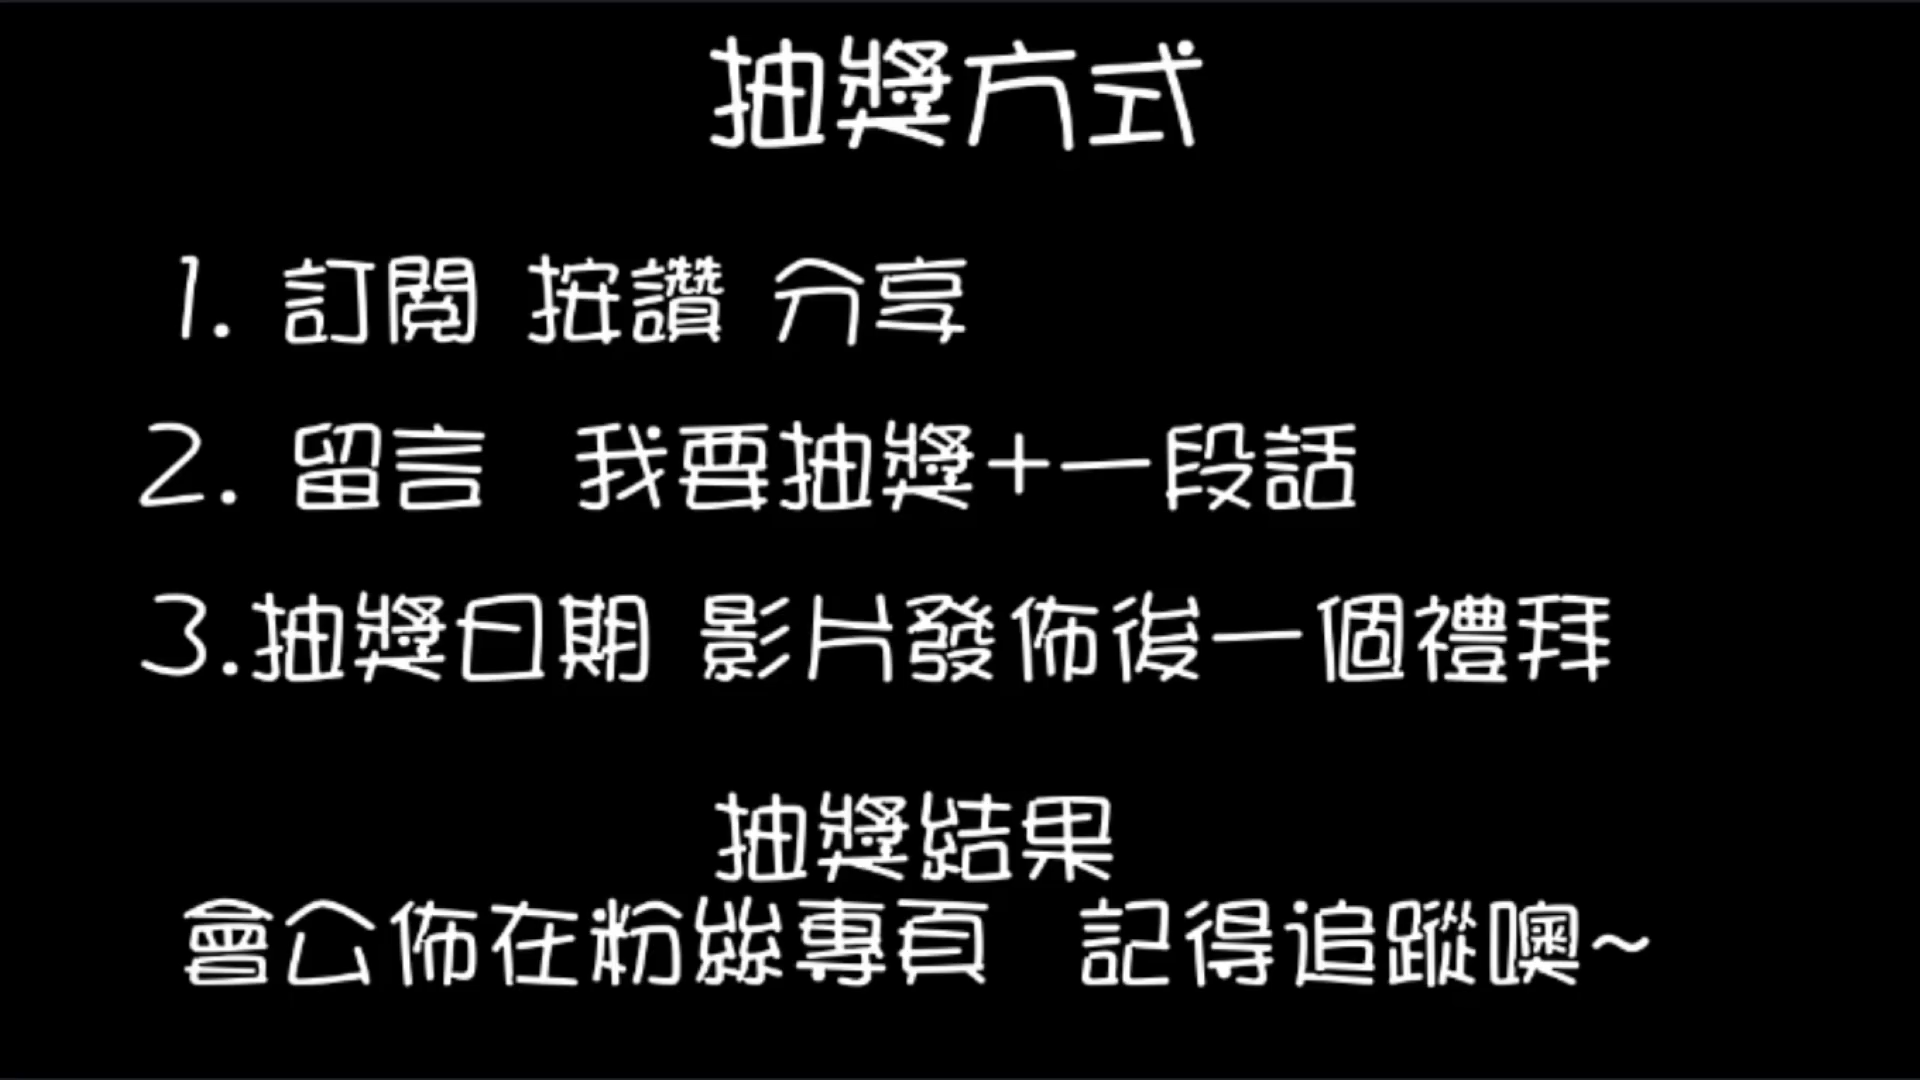 抽獎方式
1. 訂閱 按讚 分享
2. 留言 我要抽獎+一段話
3.抽獎日期 影片發佈後一個禮拜
抽獎結果
會公佈在粉絲專頁 記得追蹤噢~